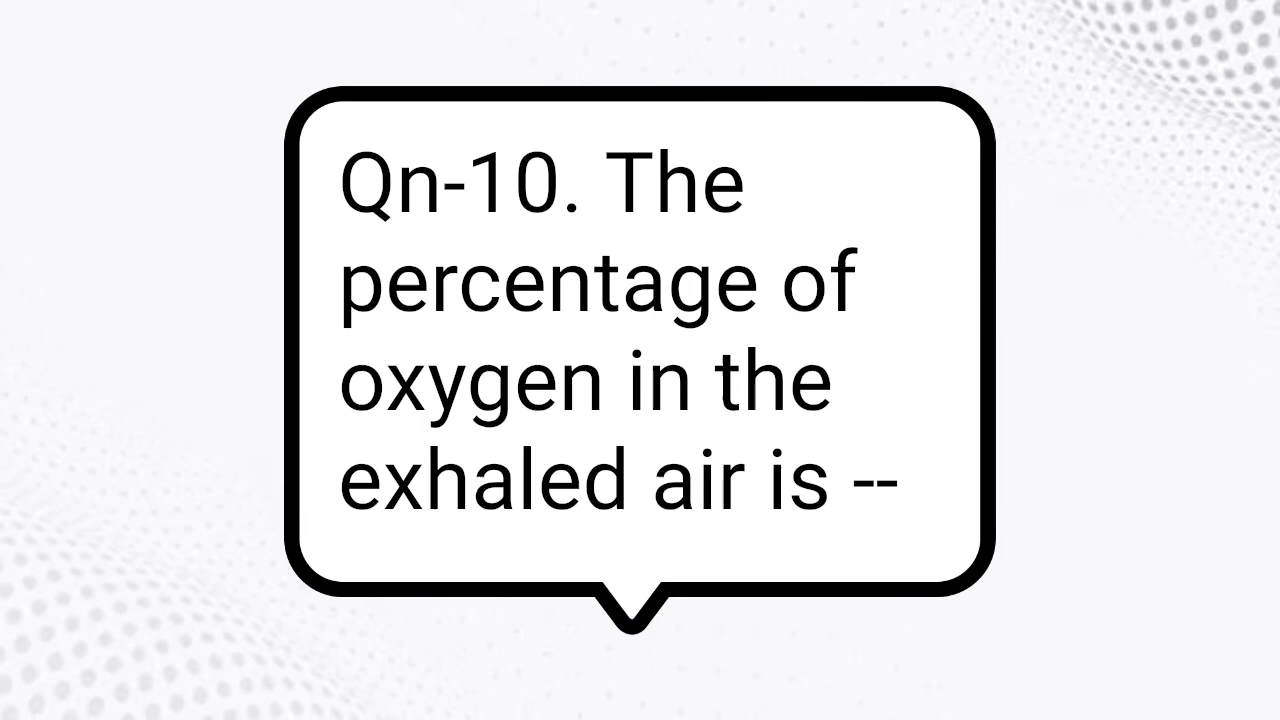 Qn-10. The
percentage of
oxygen in the
exhaled air is --